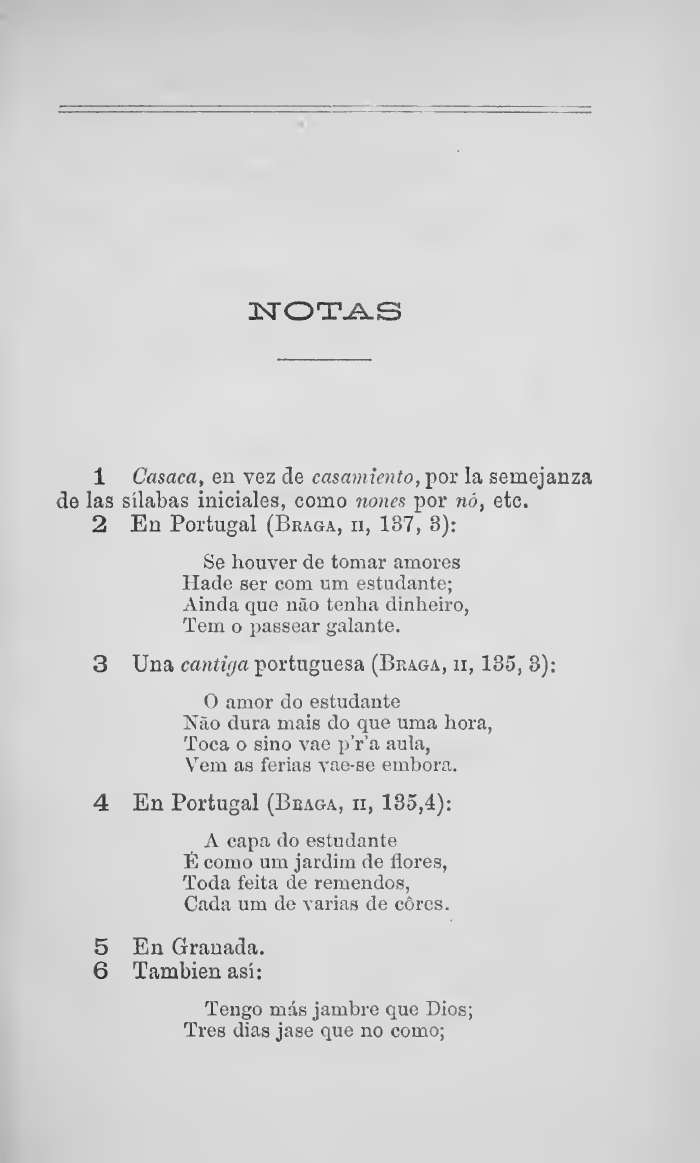 NOTAS
1 Casaca, en vez de casamiento, por la semejanza
de las sílabas iniciales, como nones por nó, etc.
2 En Portugal (BRAGA, II, 137, 3):
Se houver de tomar amores
Hade ser com um estudante;
Ainda que não tenha dinheiro,
Tem o passear galante.
3 Una cantiga portuguesa (BRAGA, II, 135, 3):
O amor do estudante
Não dura mais do que uma hora,
Toca o sino vae p'r'a aula,
Vem as ferias vae-se embora.
4 En Portugal (BRAGA, II, 135,4):
A capa do estudante
É como um jardim de flores,
Toda feita de remendos,
Cada um de varias de côres.
5 En Granada.
6 Tambien así:
Tengo más jambre que Dios;
Tres dias jase que no como;